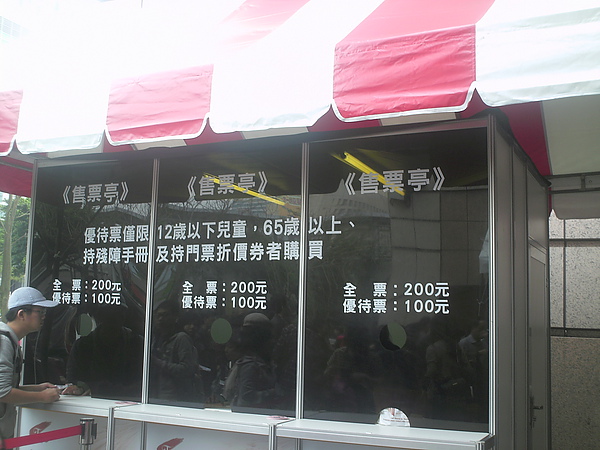 《售票亭》 《售票亭》 《售票亭》
優待票僅限12歲以下兒童，65歲以上、
持殘障手冊及持門票折價券者購買
全　票：200元 全　票：200元 全　票：200元
優待票：100元 優待票：100元 優待票：100元